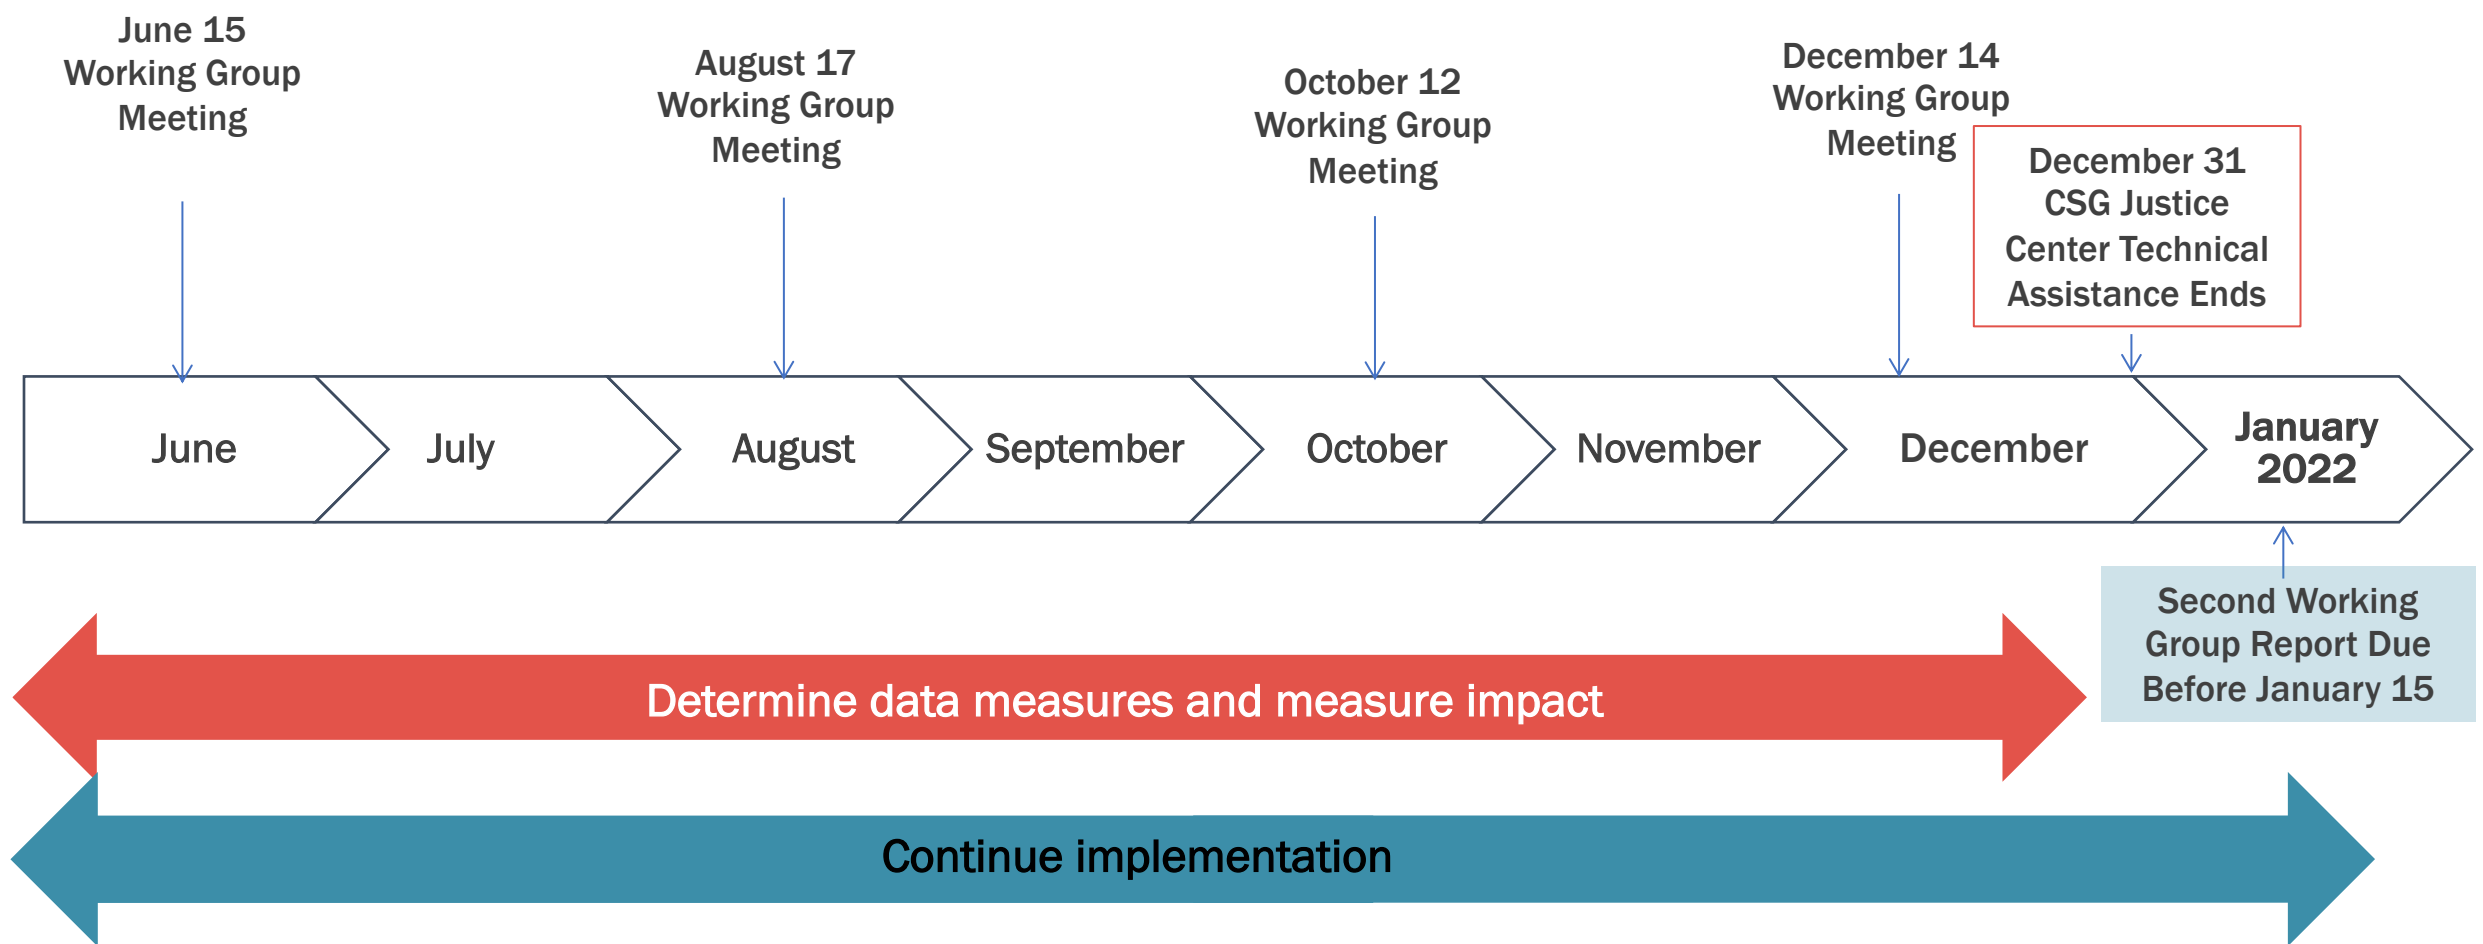 June 15
Working Group
Meeting
August 17
Working Group
Meeting
October 12
Working Group
Meeting
December 14
Working Group
Meeting
December 31
CSG Justice
Center Technical
Assistance Ends
June
July
August
September
October
November
December
January
2022
Second Working
Group Report Due
Before January 15
Determine data measures and measure impact
Continue implementation